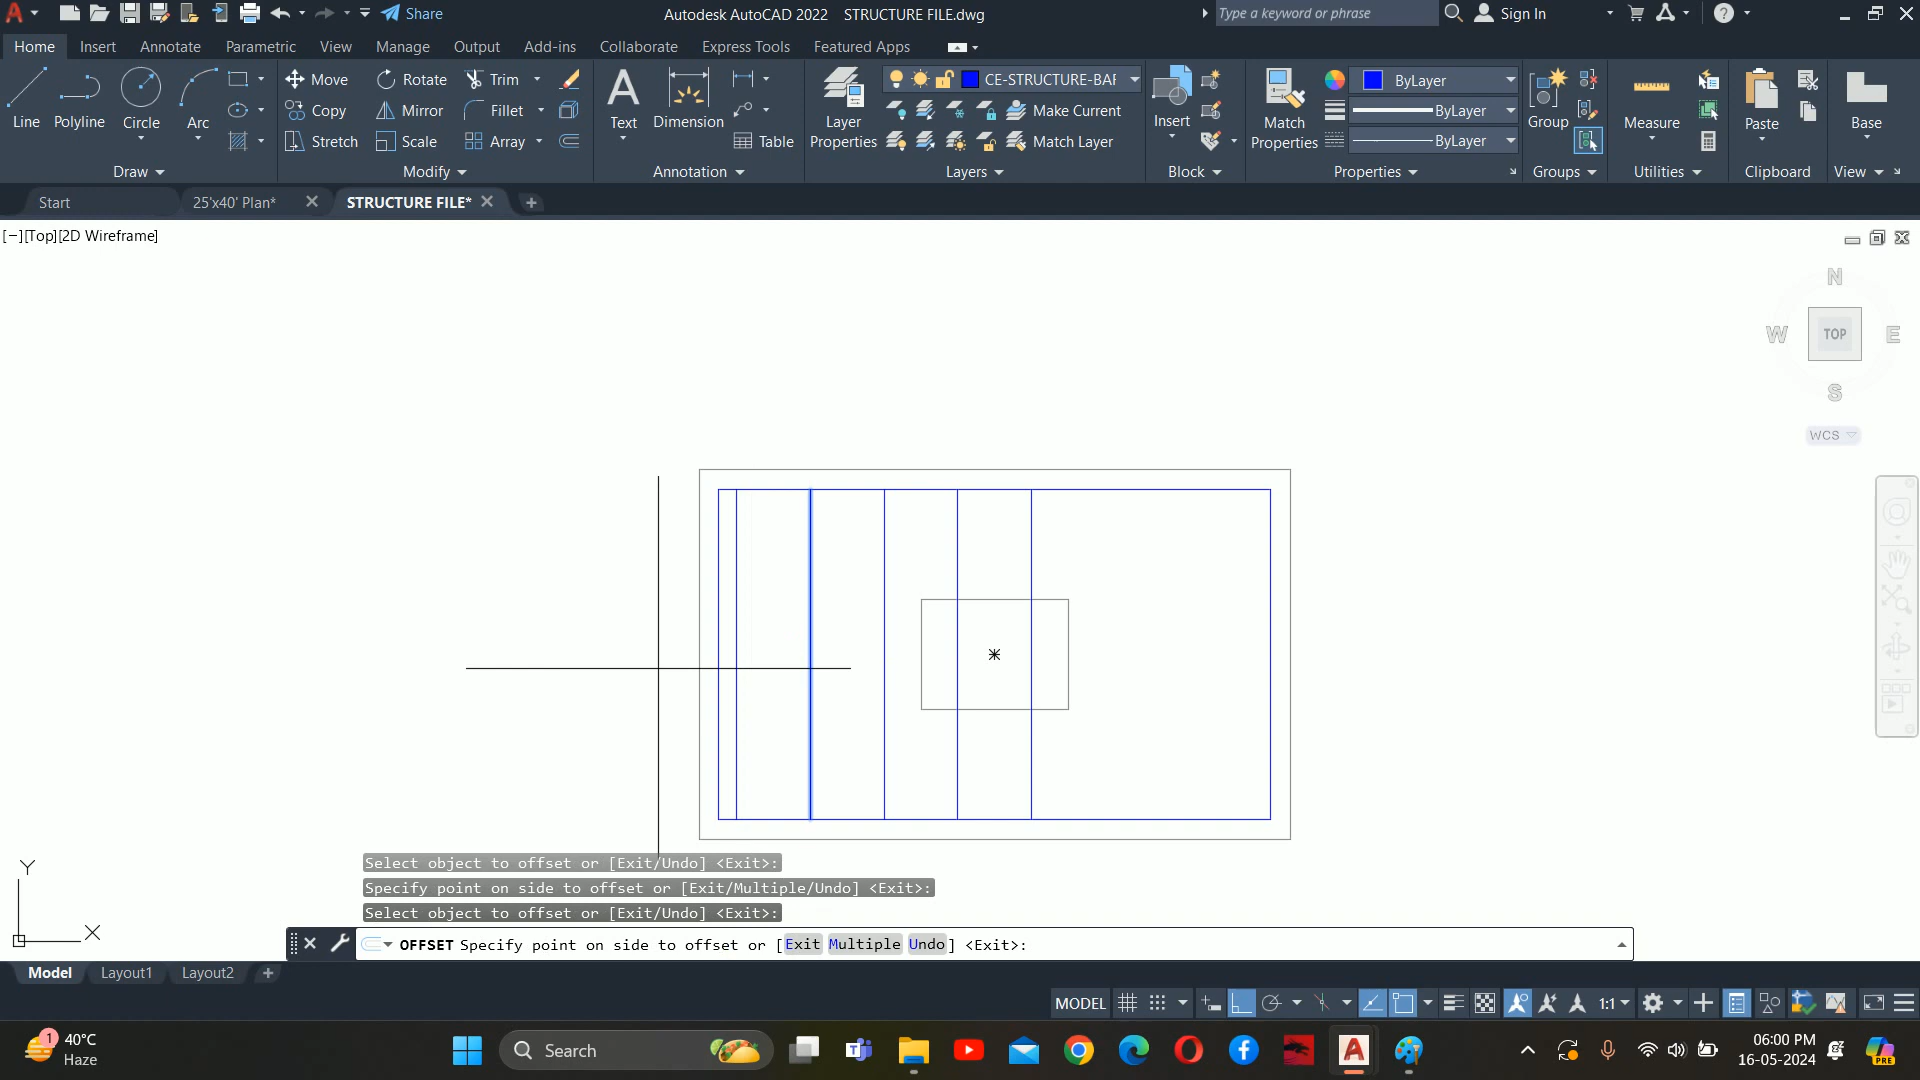 Share
Autodesk AutoCAD 2022 STRUCTURE FILE.dwg
Type a keyword or phrase
Sign In
Home Insert Annotate Parametric View Manage Output Add-ins Collaborate Express Tools Featured Apps
Line Polyline Circle Arc
Move Rotate Trim
Copy Mirror Fillet
Stretch Scale Array
Text Dimension Table
Layer Properties
CE-STRUCTURE-BAR
Make Current
Match Layer
Insert
Match Properties
ByLayer
ByLayer
ByLayer
Group Measure Paste Base
Draw Modify Annotation Layers Block Properties Groups Utilities Clipboard View
Start 25'x40' Plan* STRUCTURE FILE*
[−][Top][2D Wireframe]
N
W TOP E
S
WCS
Y
X
Select object to offset or [Exit/Undo] <Exit>:
Specify point on side to offset or [Exit/Multiple/Undo] <Exit>:
Select object to offset or [Exit/Undo] <Exit>:
OFFSET Specify point on side to offset or [Exit Multiple Undo] <Exit>:
Model Layout1 Layout2
MODEL 1:1
1
40°C
Haze
Search
06:00 PM
16-05-2024
PRE